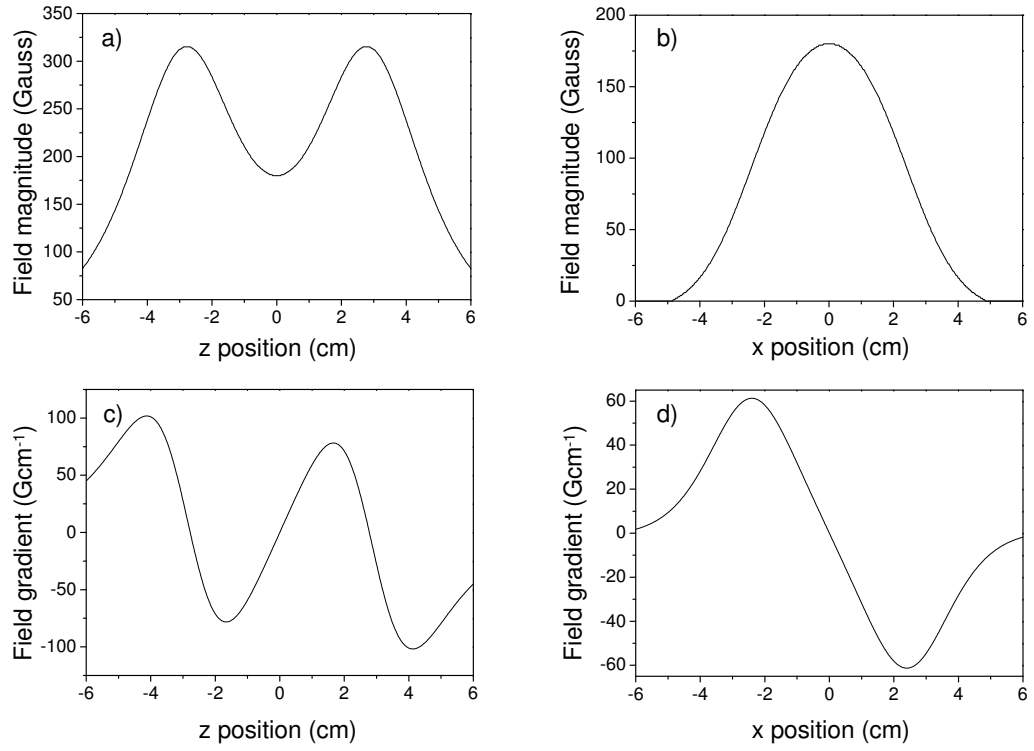 a)
Field magnitude (Gauss)
350
300
250
200
150
100
50
-6 -4 -2 0 2 4 6
z position (cm)
b)
Field magnitude (Gauss)
200
150
100
50
0
-6 -4 -2 0 2 4 6
x position (cm)
c)
Field gradient (Gcm⁻¹)
100
50
0
-50
-100
-6 -4 -2 0 2 4 6
z position (cm)
d)
Field gradient (Gcm⁻¹)
60
40
20
0
-20
-40
-60
-6 -4 -2 0 2 4 6
x position (cm)